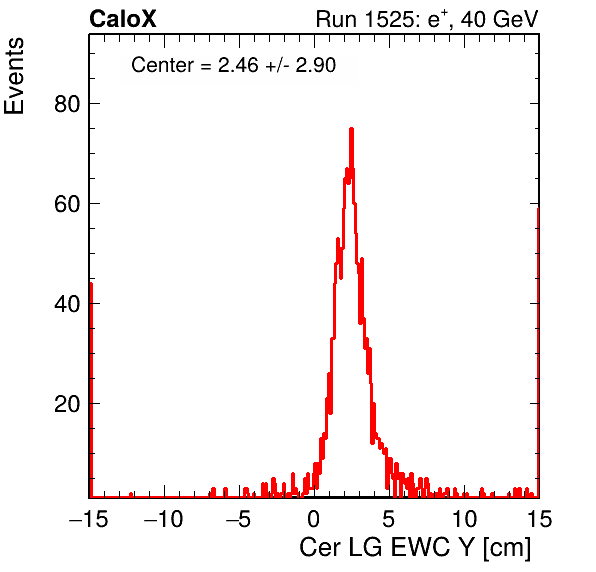 CaloX Run 1525: e⁺, 40 GeV
Center = 2.46 +/- 2.90
Events
80
60
40
20
−15 −10 −5 0 5 10 15
Cer LG EWC Y [cm]